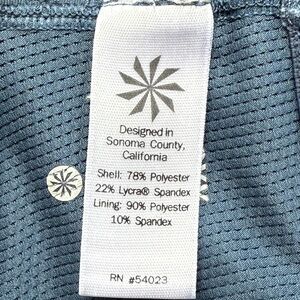 Designed in
Sonoma County,
California
Shell: 78% Polyester
22% Lycra® Spandex
Lining: 90% Polyester
10% Spandex
RN #54023